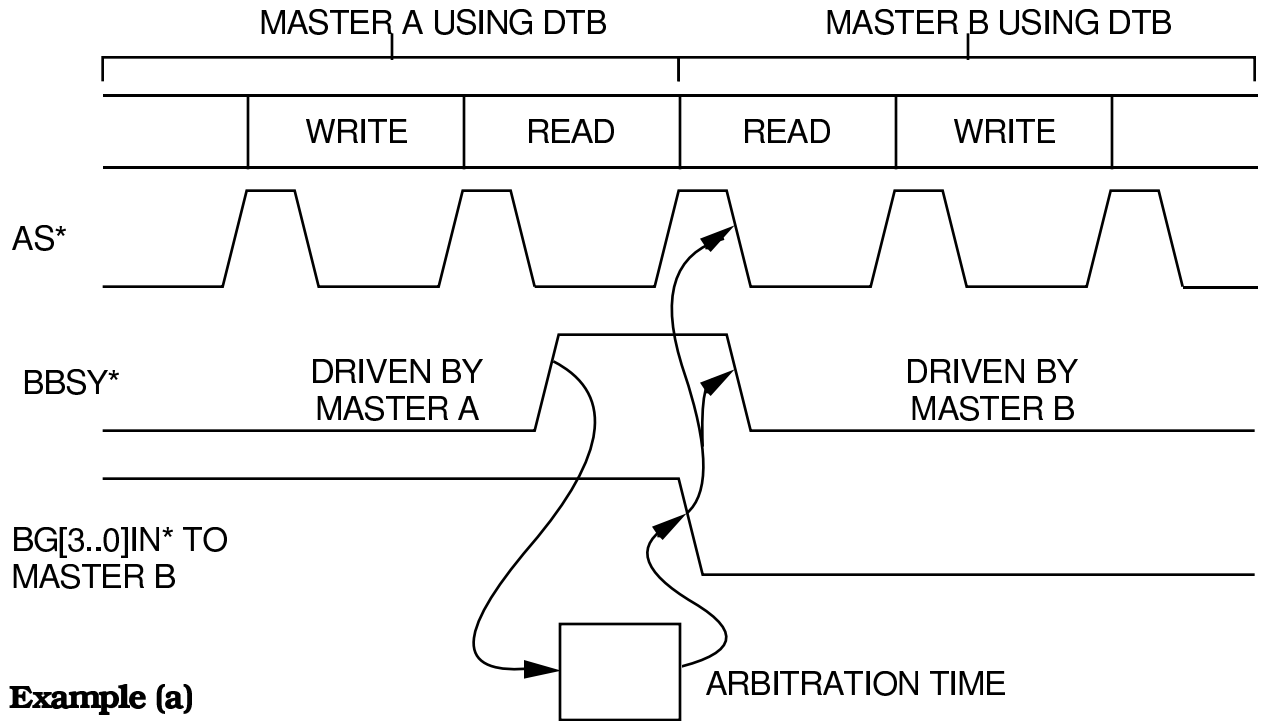 MASTER A USING DTB
MASTER B USING DTB
WRITE
READ
READ
WRITE
AS*
BBSY*
DRIVEN BY
MASTER A
DRIVEN BY
MASTER B
BG[3..0]IN* TO
MASTER B
ARBITRATION TIME
Example (a)